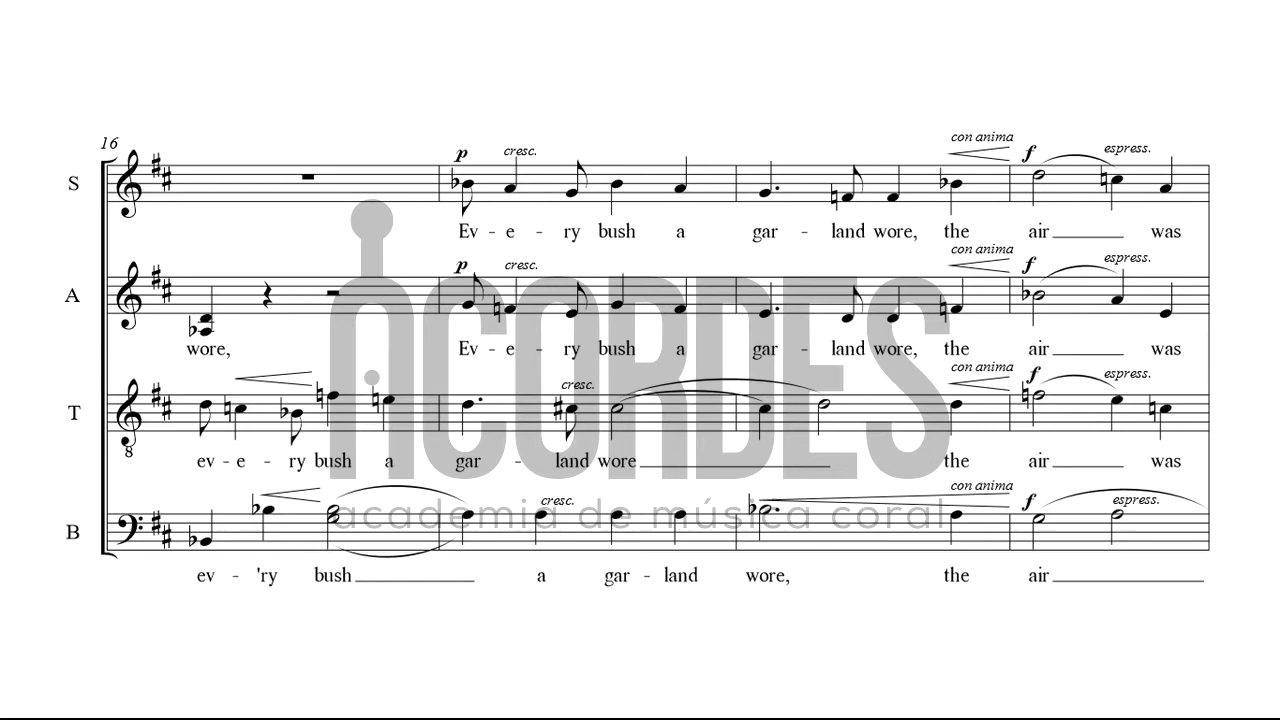 16
p cresc. con anima f espress.
S
Ev - e - ry bush a gar - land wore, the air was
p cresc. con anima f espress.
A
wore, Ev - e - ry bush a gar - land wore, the air was
cresc. con anima f espress.
T
8
ev - e - ry bush a gar - land wore the air was
cresc. con anima f espress.
B
ev - 'ry bush a gar - land wore, the air
ACORDES
academia de música coral